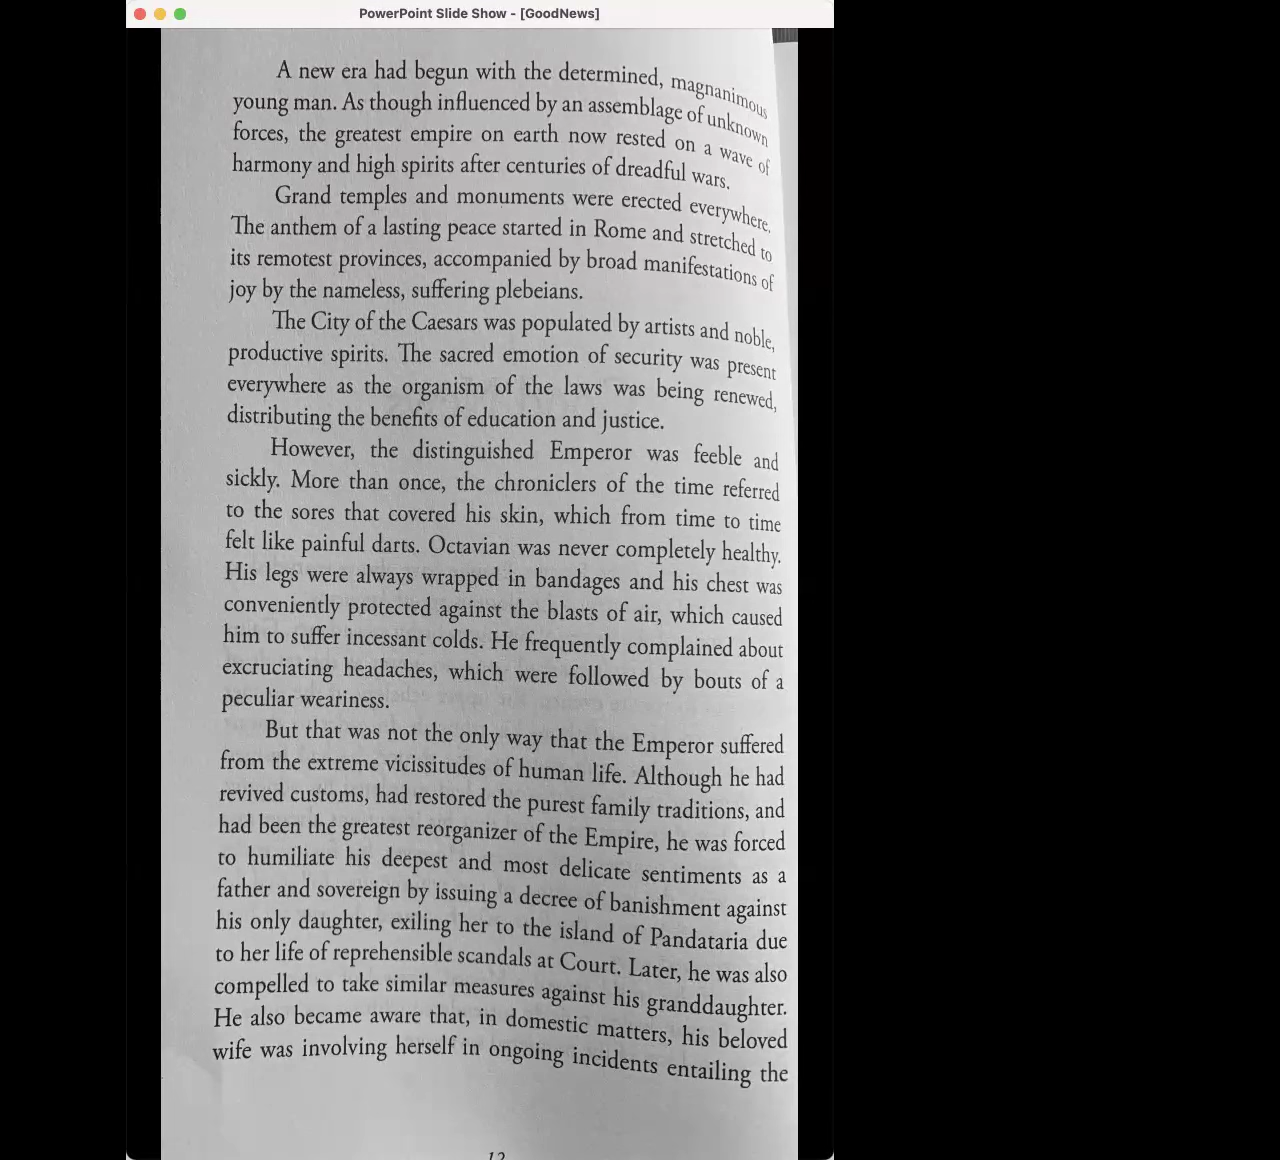 PowerPoint Slide Show - [GoodNews]
A new era had begun with the determined, magnanimous
young man. As though influenced by an assemblage of unknown
forces, the greatest empire on earth now rested on a wave of
harmony and high spirits after centuries of dreadful wars.
Grand temples and monuments were erected everywhere.
The anthem of a lasting peace started in Rome and stretched to
its remotest provinces, accompanied by broad manifestations of
joy by the nameless, suffering plebeians.
The City of the Caesars was populated by artists and noble,
productive spirits. The sacred emotion of security was present
everywhere as the organism of the laws was being renewed,
distributing the benefits of education and justice.
However, the distinguished Emperor was feeble and
sickly. More than once, the chroniclers of the time referred
to the sores that covered his skin, which from time to time
felt like painful darts. Octavian was never completely healthy.
His legs were always wrapped in bandages and his chest was
conveniently protected against the blasts of air, which caused
him to suffer incessant colds. He frequently complained about
excruciating headaches, which were followed by bouts of a
peculiar weariness.
But that was not the only way that the Emperor suffered
from the extreme vicissitudes of human life. Although he had
revived customs, had restored the purest family traditions, and
had been the greatest reorganizer of the Empire, he was forced
to humiliate his deepest and most delicate sentiments as a
father and sovereign by issuing a decree of banishment against
his only daughter, exiling her to the island of Pandataria due
to her life of reprehensible scandals at Court. Later, he was also
compelled to take similar measures against his granddaughter.
He also became aware that, in domestic matters, his beloved
wife was involving herself in ongoing incidents entailing the
12